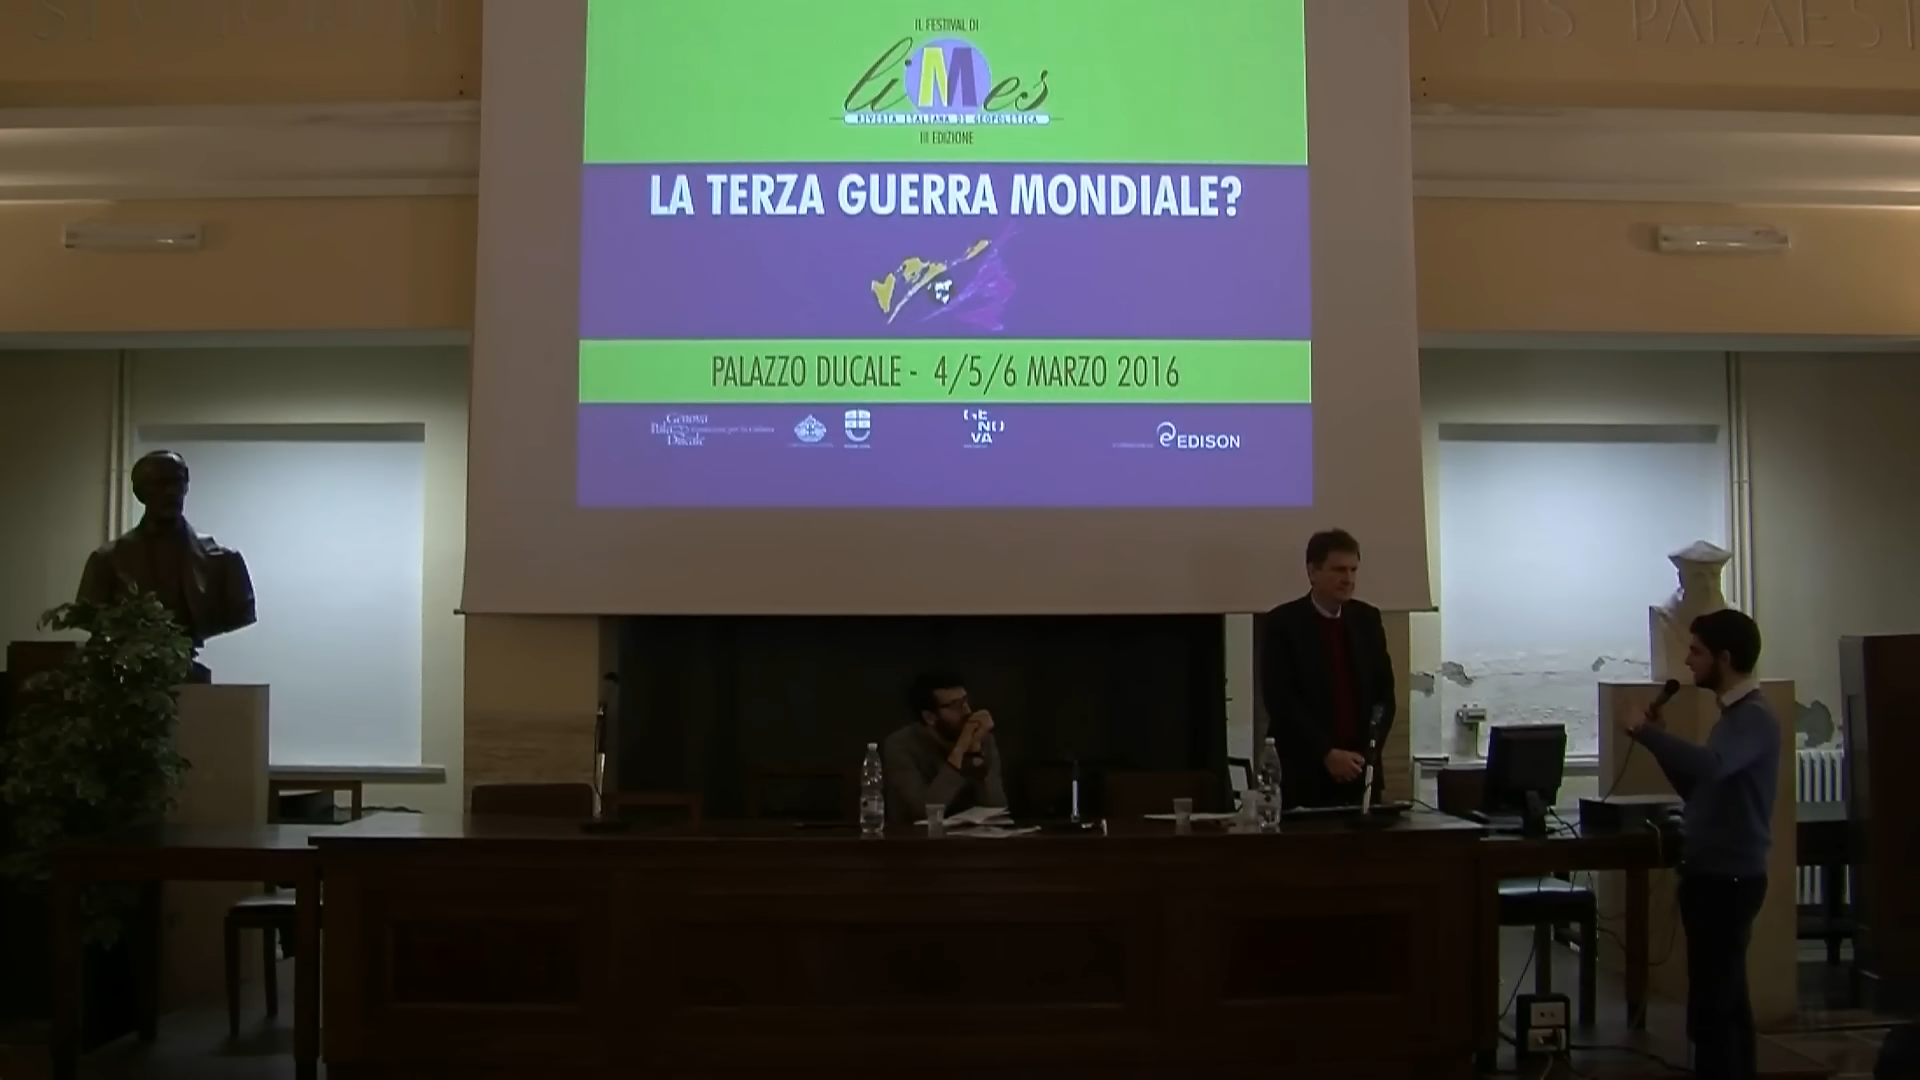 IL FESTIVAL DI
liMes
RIVISTA ITALIANA DI GEOPOLITICA
III EDIZIONE
LA TERZA GUERRA MONDIALE?
PALAZZO DUCALE - 4/5/6 MARZO 2016
Genova
Palazzo
Ducale
GE
NO
VA
EDISON